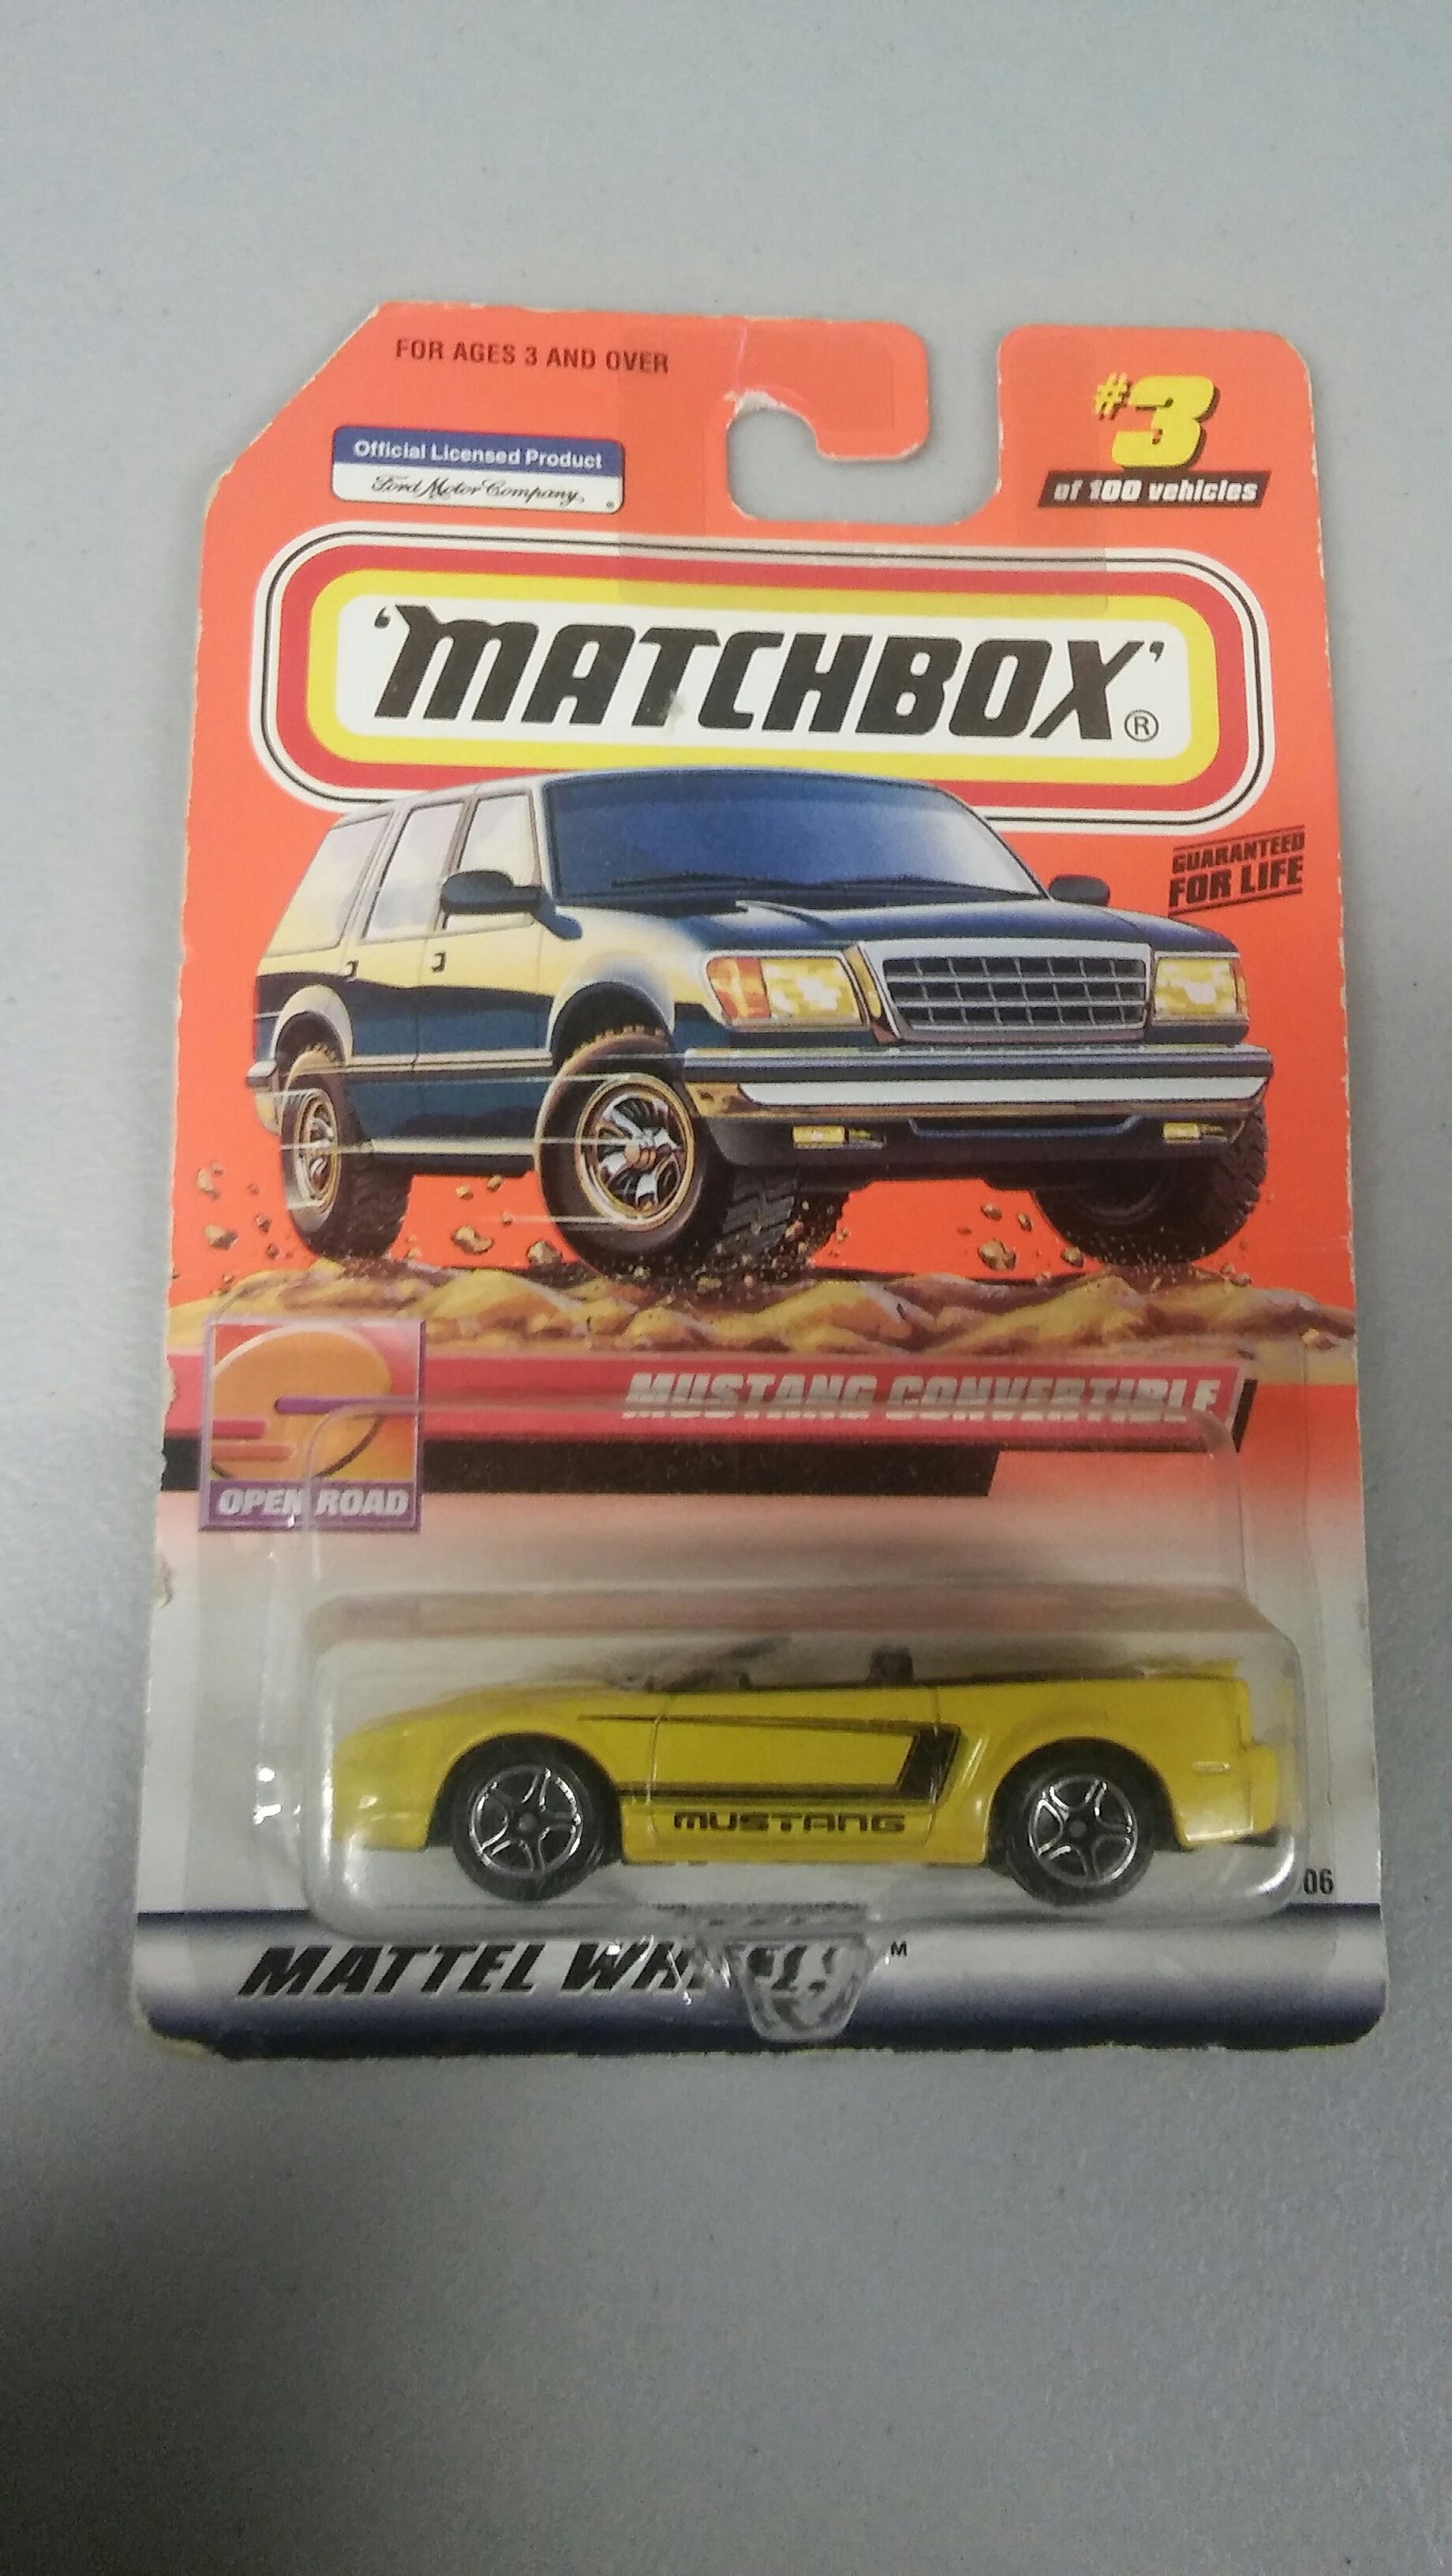 FOR AGES 3 AND OVER
#3
of 100 vehicles
Official Licensed Product
Ford Motor Company
®
'MATCHBOX'®
GUARANTEED
FOR LIFE
MUSTANG CONVERTIBLE
OPEN ROAD
MUSTANG
06
MATTEL
™